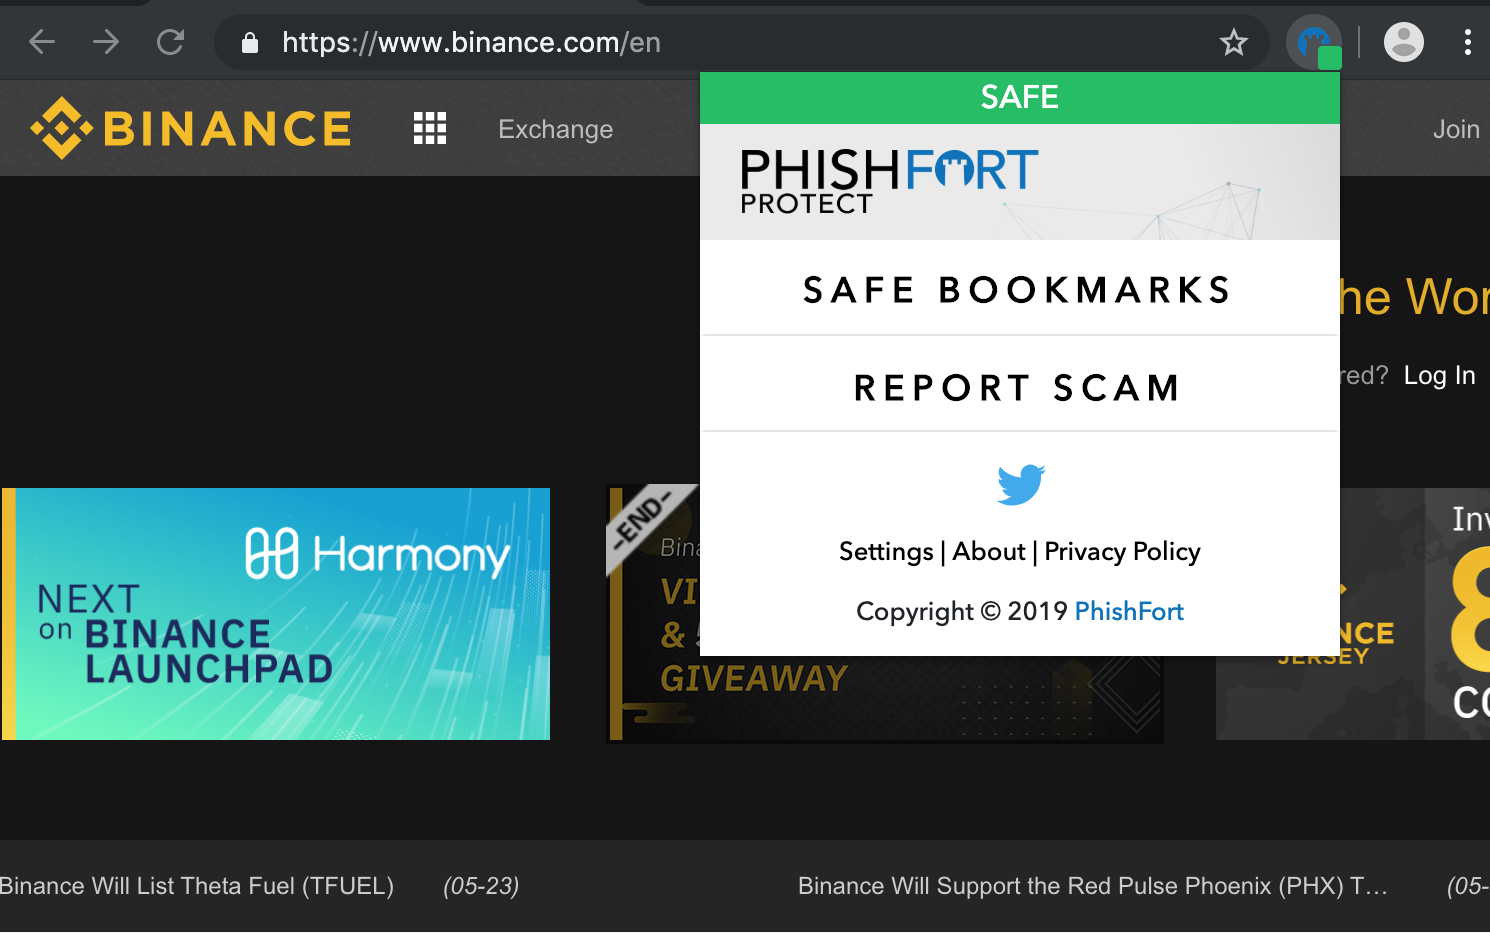 https://www.binance.com/en
SAFE
BINANCE
Exchange
Join
PHISHFORT
PROTECT
SAFE BOOKMARKS
he Wor
REPORT SCAM
red? Log In
Harmony
NEXT
on BINANCE
LAUNCHPAD
-END-
Bina
VI
& 5
GIVEAWAY
Settings | About | Privacy Policy
Copyright © 2019 PhishFort
Inv
8
NCE
JERSEY
CO
Binance Will List Theta Fuel (TFUEL) (05-23)
Binance Will Support the Red Pulse Phoenix (PHX) T... (05-